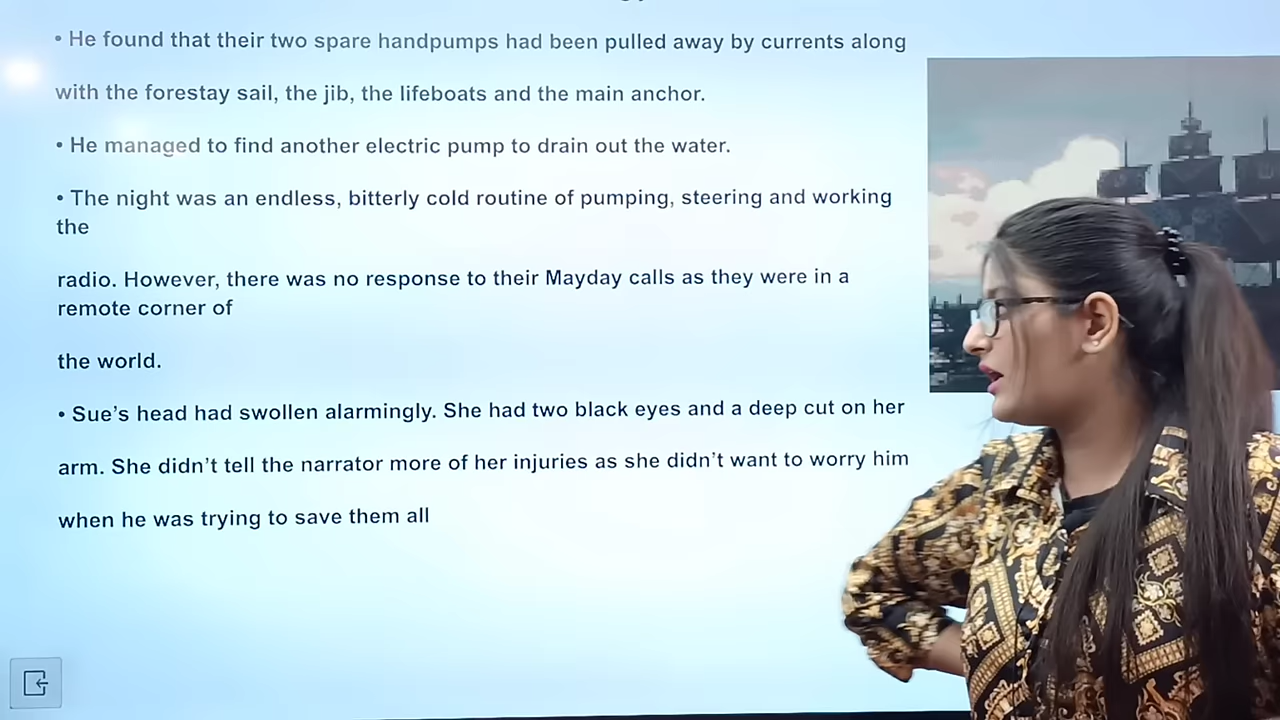 • He found that their two spare handpumps had been pulled away by currents along
with the forestay sail, the jib, the lifeboats and the main anchor.
• He managed to find another electric pump to drain out the water.
• The night was an endless, bitterly cold routine of pumping, steering and working
the
radio. However, there was no response to their Mayday calls as they were in a
remote corner of
the world.
• Sue’s head had swollen alarmingly. She had two black eyes and a deep cut on her
arm. She didn’t tell the narrator more of her injuries as she didn’t want to worry him
when he was trying to save them all